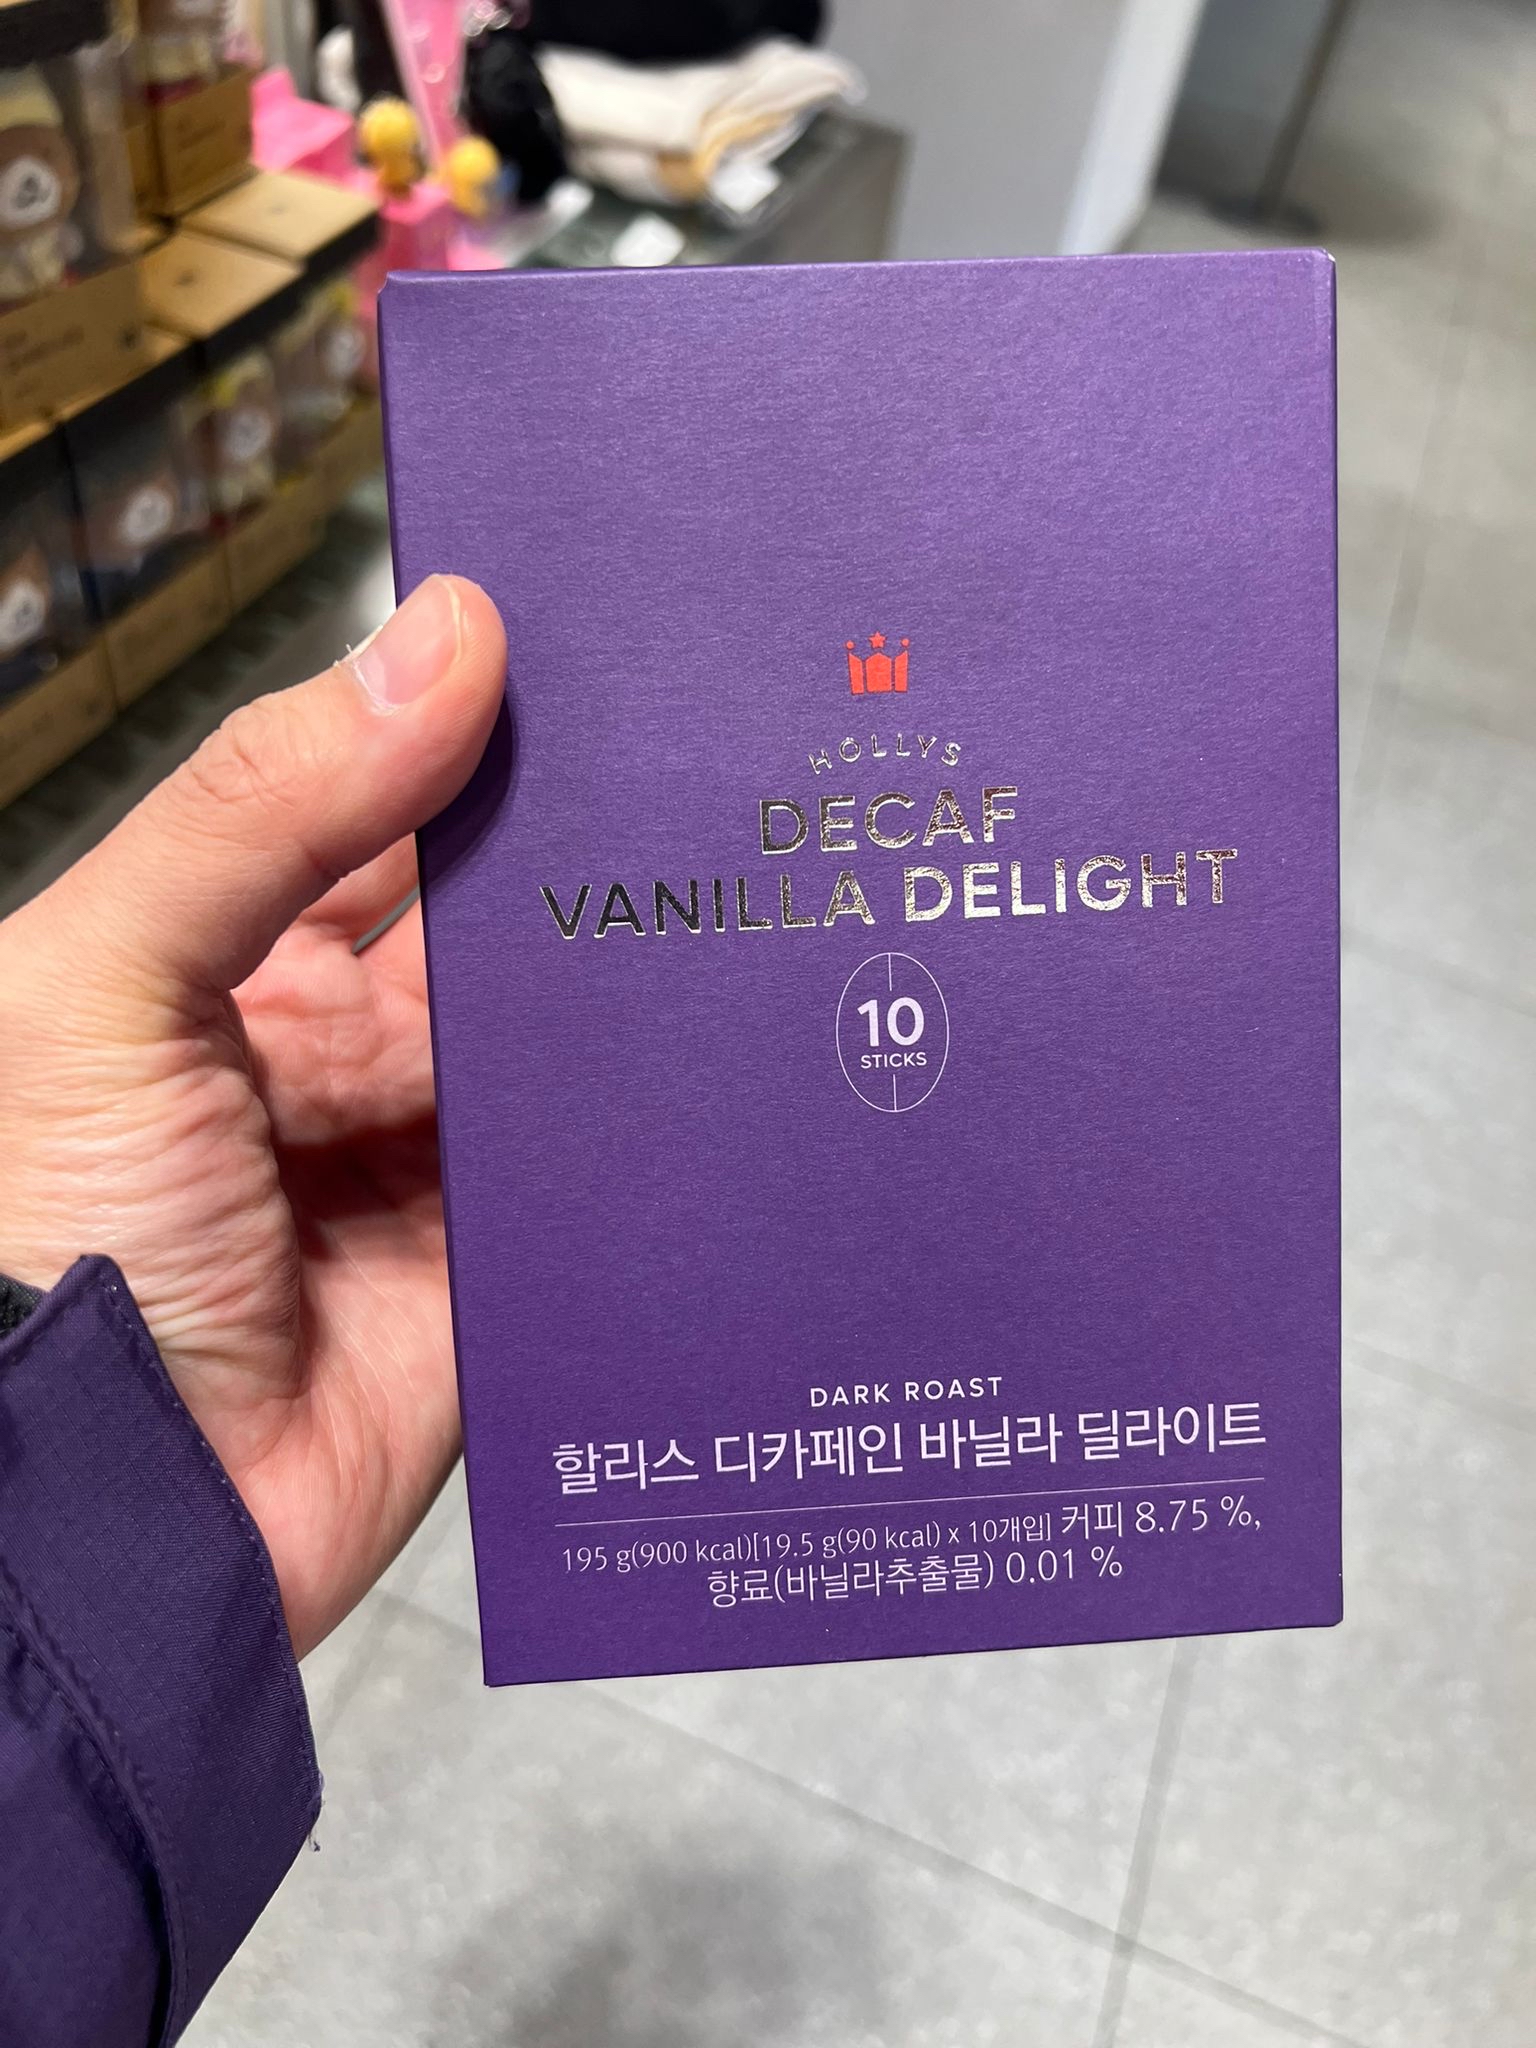 HOLLYS
DECAF
VANILLA DELIGHT
10
STICKS
DARK ROAST
할리스 디카페인 바닐라 딜라이트
195 g(900 kcal)[19.5 g(90 kcal) x 10개입] 커피 8.75 %,
향료(바닐라추출물) 0.01 %